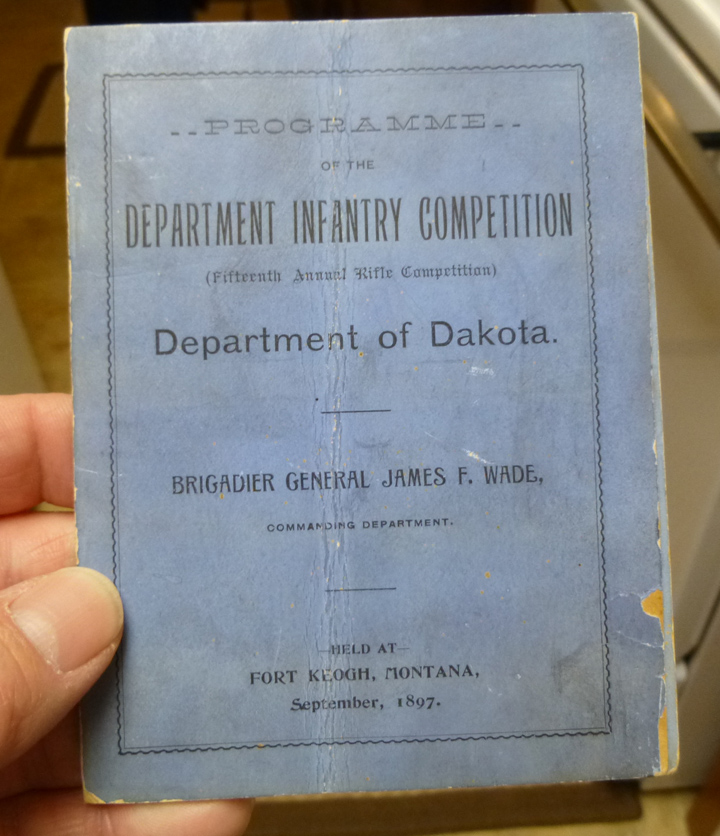 --PROGRAMME--
OF THE
DEPARTMENT INFANTRY COMPETITION
(Fifteenth Annual Rifle Competition)
Department of Dakota.
BRIGADIER GENERAL JAMES F. WADE,
COMMANDING DEPARTMENT.
—HELD AT—
FORT KEOGH, MONTANA,
September, 1897.